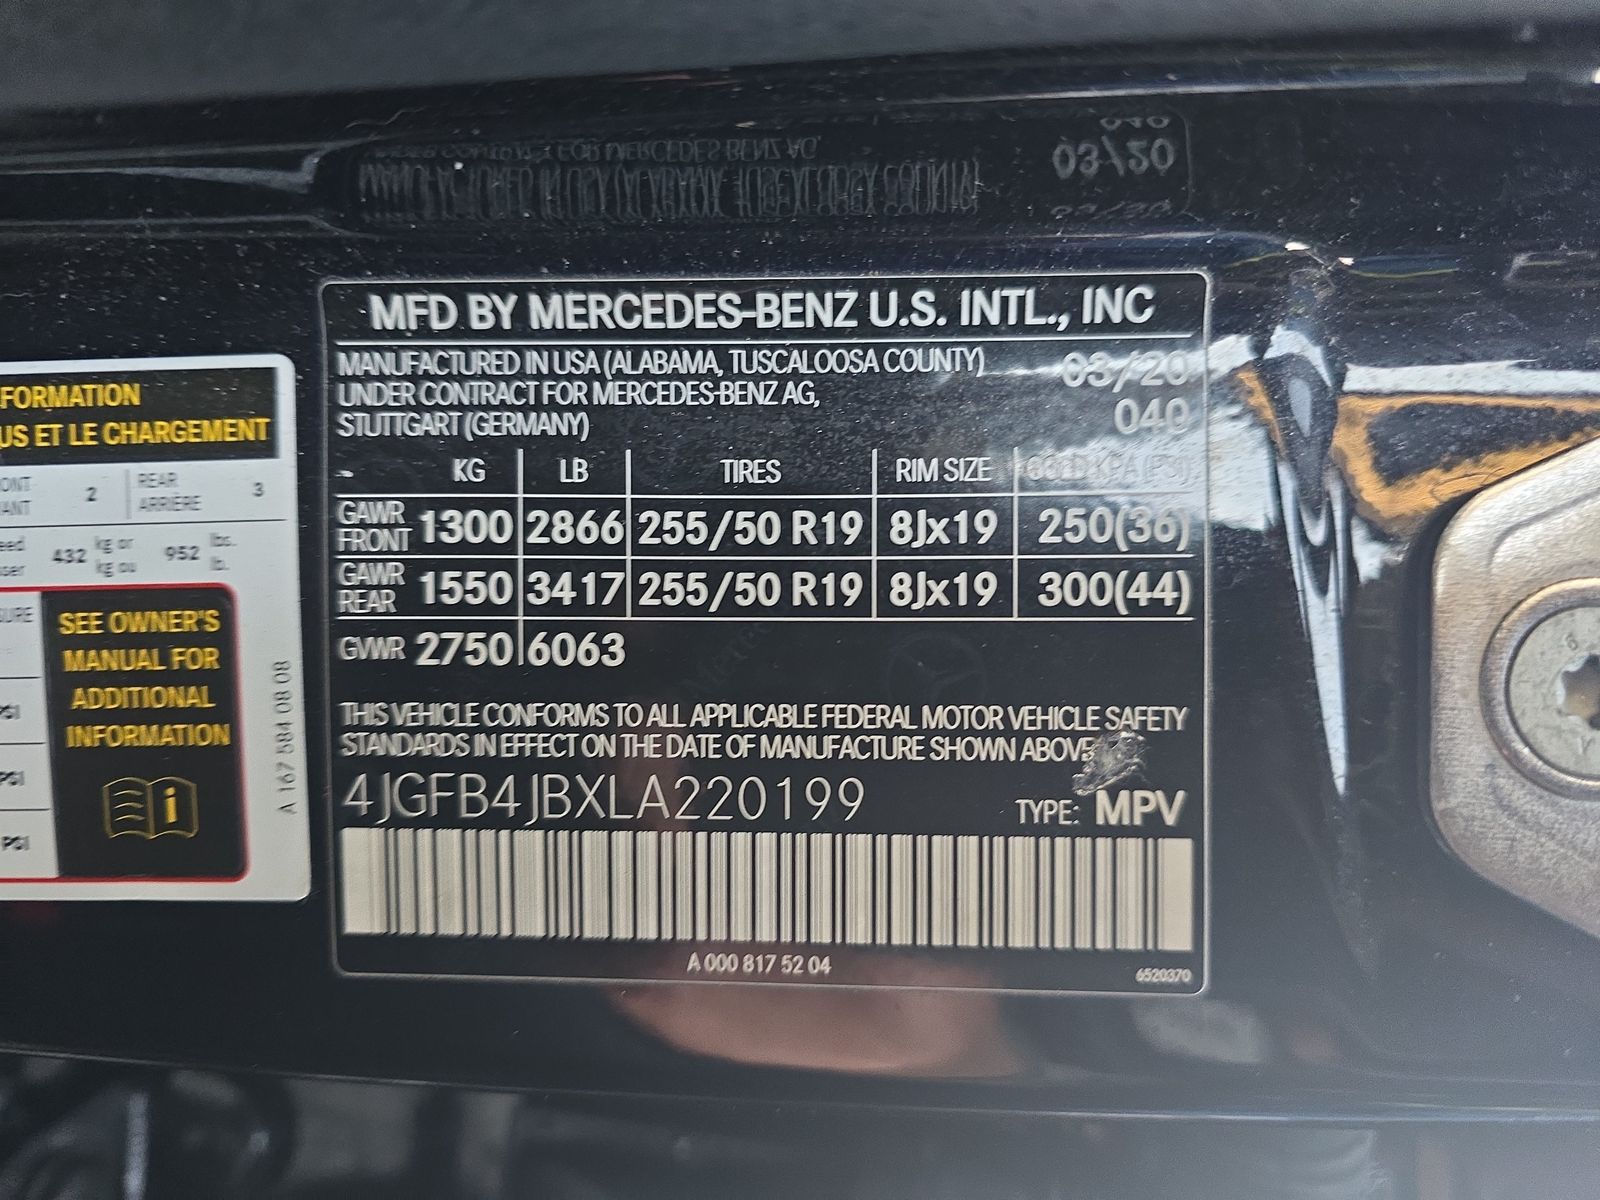 MFD BY MERCEDES-BENZ U.S. INTL., INC
MANUFACTURED IN USA (ALABAMA, TUSCALOOSA COUNTY) 03/20
UNDER CONTRACT FOR MERCEDES-BENZ AG, 040
STUTTGART (GERMANY)
KG LB TIRES RIM SIZE
GAWR FRONT 1300 2866 255/50 R19 8Jx19 250(36)
GAWR REAR 1550 3417 255/50 R19 8Jx19 300(44)
GVWR 2750 6063
THIS VEHICLE CONFORMS TO ALL APPLICABLE FEDERAL MOTOR VEHICLE SAFETY
STANDARDS IN EFFECT ON THE DATE OF MANUFACTURE SHOWN ABOVE
4JGFB4JBXLA220199 TYPE: MPV
A 000 817 52 04
6520370
FORMATION
US ET LE CHARGEMENT
2 REAR 3
ARRIÈRE
432 kg or 952 lbs.
kg ou lb.
SEE OWNER'S
MANUAL FOR
ADDITIONAL
INFORMATION
PSI
PSI
PSI
A 167 584 08 08